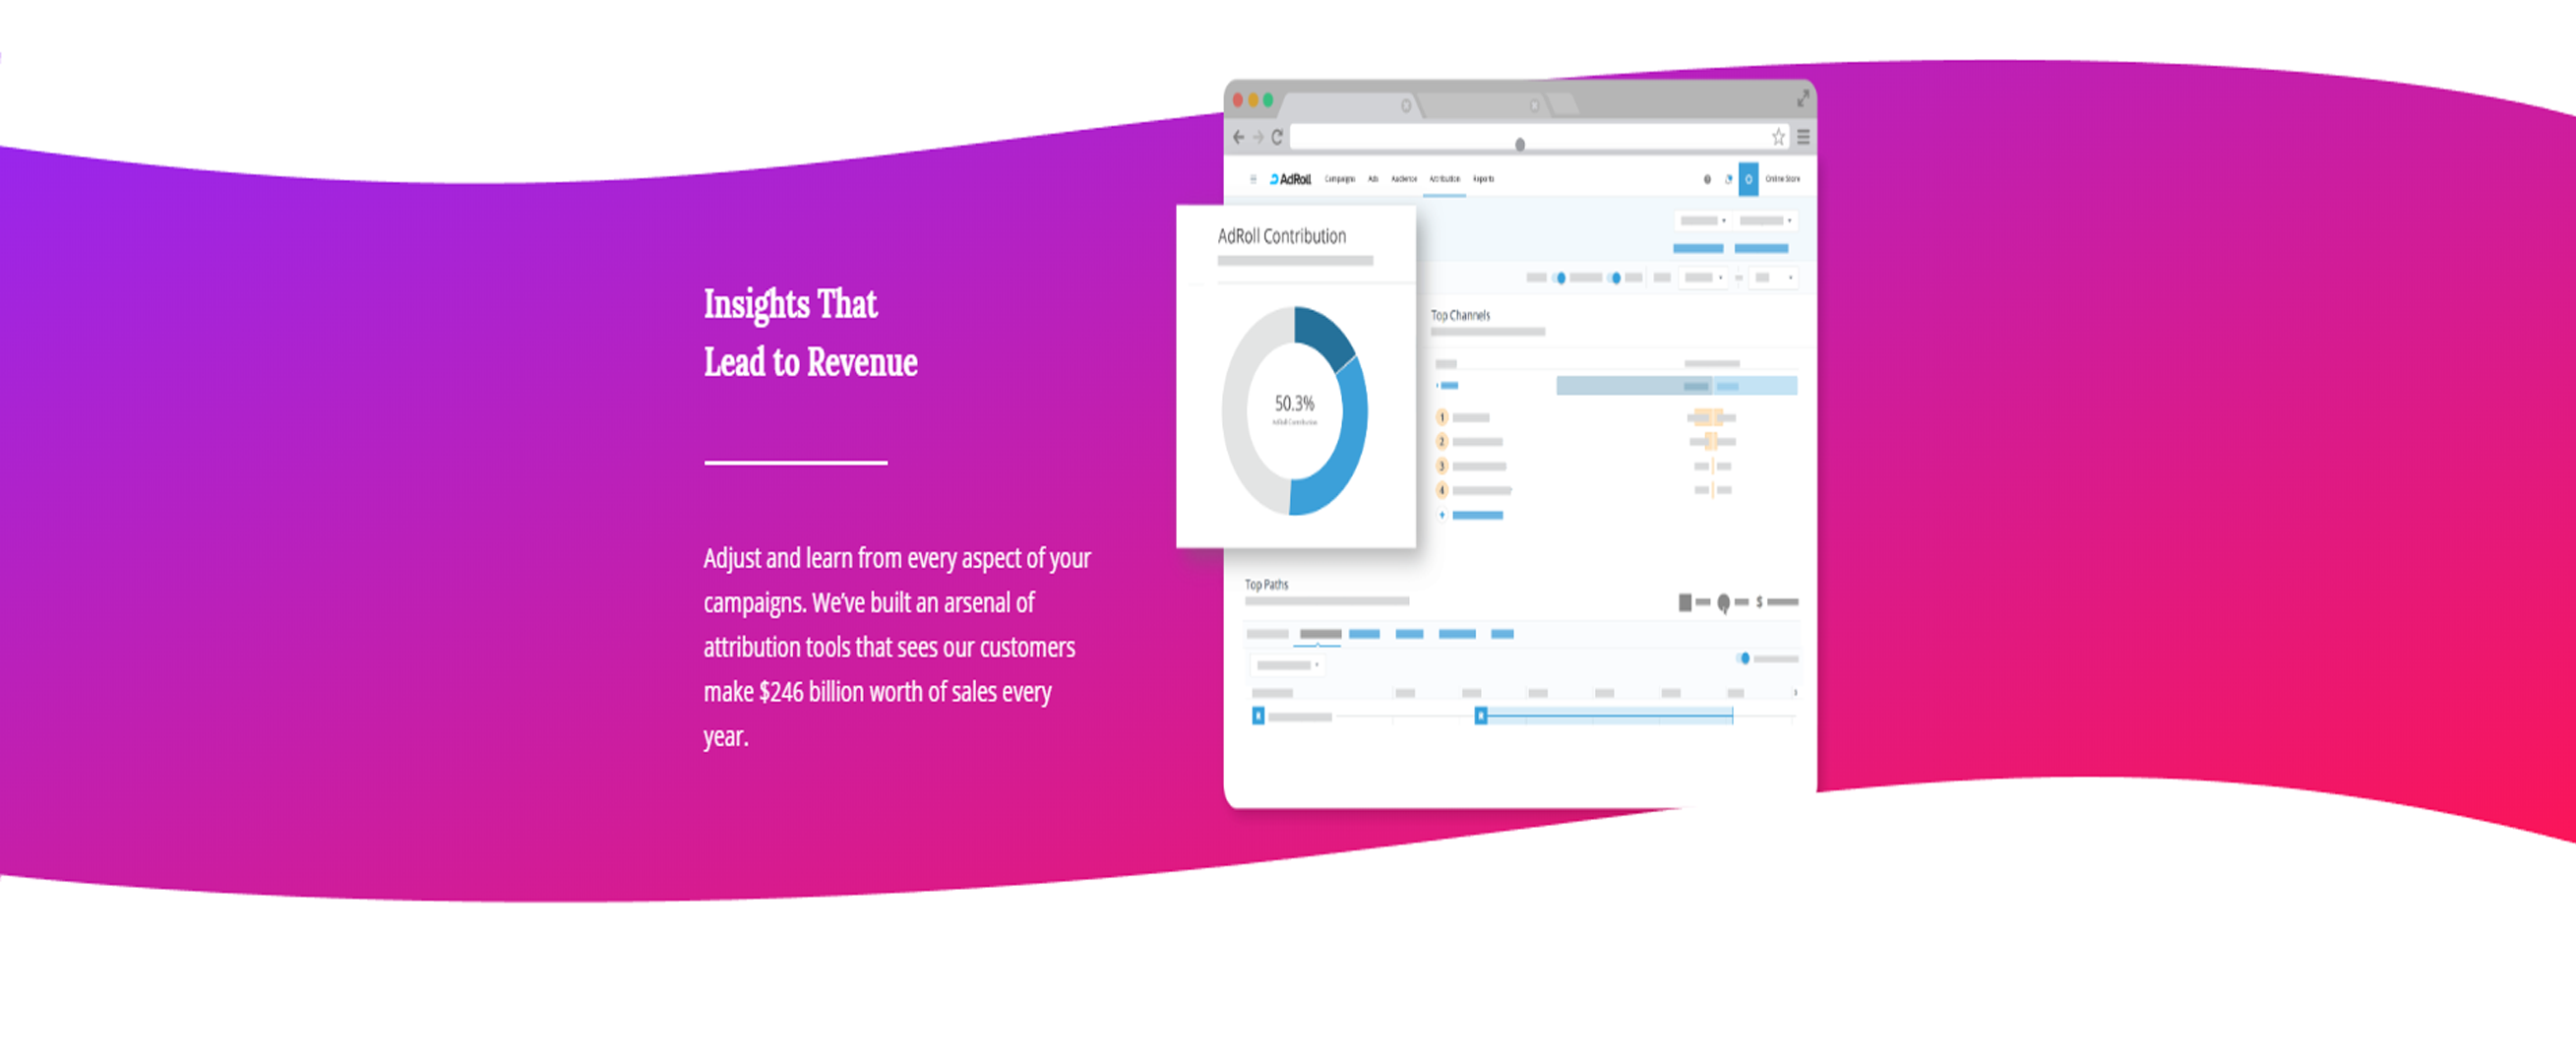 Insights That
Lead to Revenue
Adjust and learn from every aspect of your
campaigns. We've built an arsenal of
attribution tools that sees our customers
make $246 billion worth of sales every
year.
AdRoll Campaigns Ads Audience Attribution Reports Online Store
AdRoll Contribution
50.3%
AdRoll Contribution
Top Channels
1
2
3
4
+
Top Paths
$